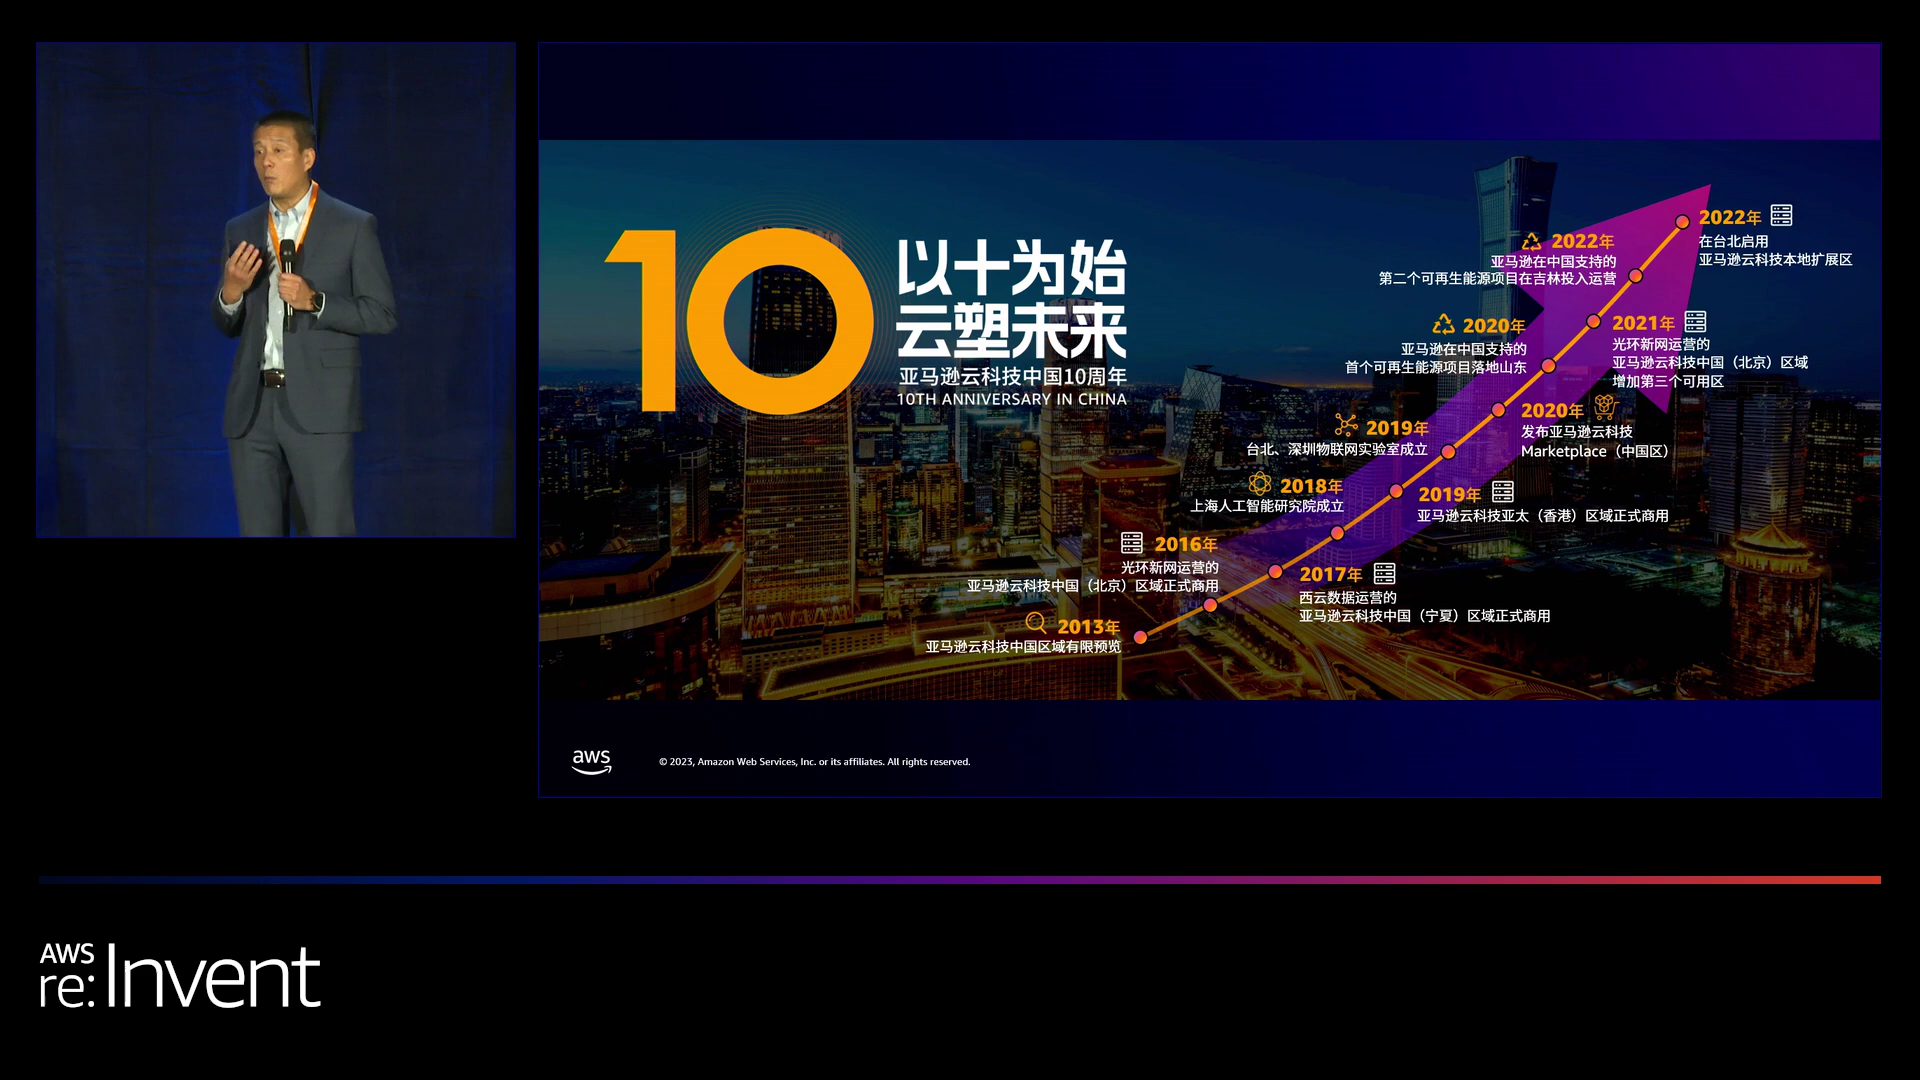 10
以十为始
云塑未来
亚马逊云科技中国10周年
10TH ANNIVERSARY IN CHINA
2013年
亚马逊云科技中国区域有限预览
2016年
光环新网运营的
亚马逊云科技中国（北京）区域正式商用
2017年
西云数据运营的
亚马逊云科技中国（宁夏）区域正式商用
2018年
上海人工智能研究院成立
2019年
亚马逊云科技亚太（香港）区域正式商用
2019年
台北、深圳物联网实验室成立
2020年
发布亚马逊云科技
Marketplace（中国区）
2020年
亚马逊在中国支持的
首个可再生能源项目落地山东
2021年
光环新网运营的
亚马逊云科技中国（北京）区域
增加第三个可用区
2022年
亚马逊在中国支持的
第二个可再生能源项目在吉林投入运营
2022年
在台北启用
亚马逊云科技本地扩展区
aws
© 2023, Amazon Web Services, Inc. or its affiliates. All rights reserved.
AWS
re:Invent